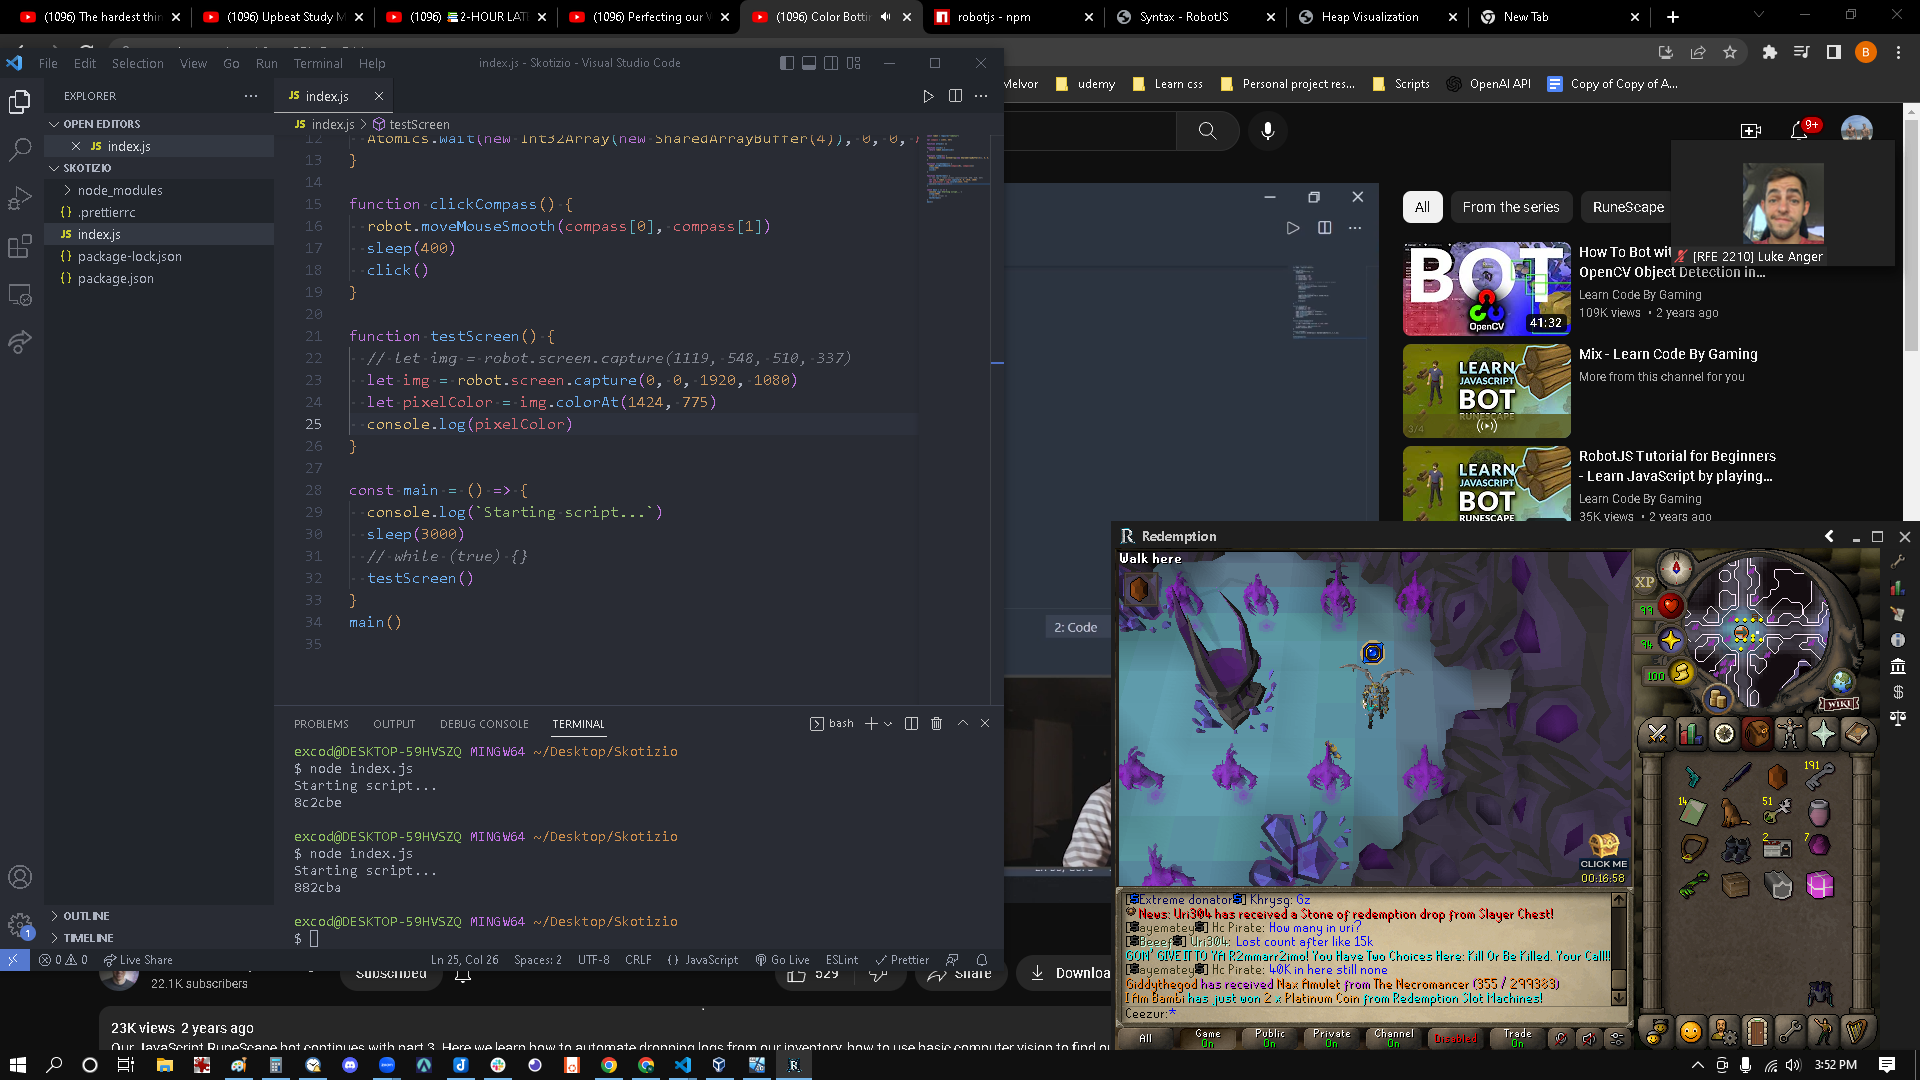 (1096) The hardest thin
(1096) Upbeat Study M
(1096) 📚2-HOUR LAT
(1096) Perfecting our V
(1096) Color Botti
robotjs - npm
Syntax - RobotJS
Heap Visualization
New Tab
File Edit Selection View Go Run Terminal Help
index.js - Skotizio - Visual Studio Code
Melvor
udemy
Learn css
Personal project res...
Scripts
OpenAI API
Copy of Copy of A...
EXPLORER
OPEN EDITORS
JS index.js
SKOTIZIO
node_modules
{} .prettierrc
JS index.js
{} package-lock.json
{} package.json
OUTLINE
TIMELINE
JS index.js
JS index.js > testScreen
12 Atomics.wait(new Int32Array(new SharedArrayBuffer(4)), 0, 0,
13 }
14
15 function clickCompass() {
16 robot.moveMouseSmooth(compass[0], compass[1])
17 sleep(400)
18 click()
19 }
20
21 function testScreen() {
22 // let img = robot.screen.capture(1119, 548, 510, 337)
23 let img = robot.screen.capture(0, 0, 1920, 1080)
24 let pixelColor = img.colorAt(1424, 775)
25 console.log(pixelColor)
26 }
27
28 const main = () => {
29 console.log(`Starting script...`)
30 sleep(3000)
31 // while (true) {}
32 testScreen()
33 }
34 main()
35
PROBLEMS OUTPUT DEBUG CONSOLE TERMINAL
bash
excod@DESKTOP-59HVSZQ MINGW64 ~/Desktop/Skotizio
$ node index.js
Starting script...
8c2cbe
excod@DESKTOP-59HVSZQ MINGW64 ~/Desktop/Skotizio
$ node index.js
Starting script...
882cba
excod@DESKTOP-59HVSZQ MINGW64 ~/Desktop/Skotizio
$
1
0 0 Live Share
Ln 25, Col 26 Spaces: 2 UTF-8 CRLF {} JavaScript Go Live ESLint Prettier
9+
B
2: Code
All
From the series
RuneScape
[RFE 2210] Luke Anger
BOT
OpenCV
41:32
How To Bot wit
OpenCV Object Detection in...
Learn Code By Gaming
109K views • 2 years ago
LEARN
JAVASCRIPT
BOT
RUNESCAPE
3/4
Mix - Learn Code By Gaming
More from this channel for you
LEARN
JAVASCRIPT
BOT
RUNESCAPE
RobotJS Tutorial for Beginners
- Learn JavaScript by playing...
Learn Code By Gaming
35K views • 2 years ago
Redemption
Walk here
XP
99
94
100
WIKI
191
14
51
2
7
CLICK ME
00:16:58
Extreme donator Khrysg: Gz
News: Uri304 has received a Stone of redemption drop from Slayer Chest!
[ayematey] Hc Pirate: How many in uri?
[Beeef] Uri304: Lost count after like 15k
GON' GIVE IT TO YA R2mmarr2imo! You Have Two Choices Here: Kill Or Be Killed. Your Call!!
[ayematey] Hc Pirate: 40K in here still none
Giddythegod has received Nax Amulet from The Necromancer (355 / 299383)
I Am Bambi has just won 2 x Platinum Coin from Redemption Slot Machines!
Ceezur:*
All
Game
On
Public
On
Private
On
Channel
On
Disabled
Trade
On
22.1K subscribers
Subscribed
529
Share
Downloa
23K views 2 years ago
Our JavaScript RuneScape bot continues with part 3. Here we learn how to automate dropping logs from our inventory, how to use basic computer vision to find
3:52 PM